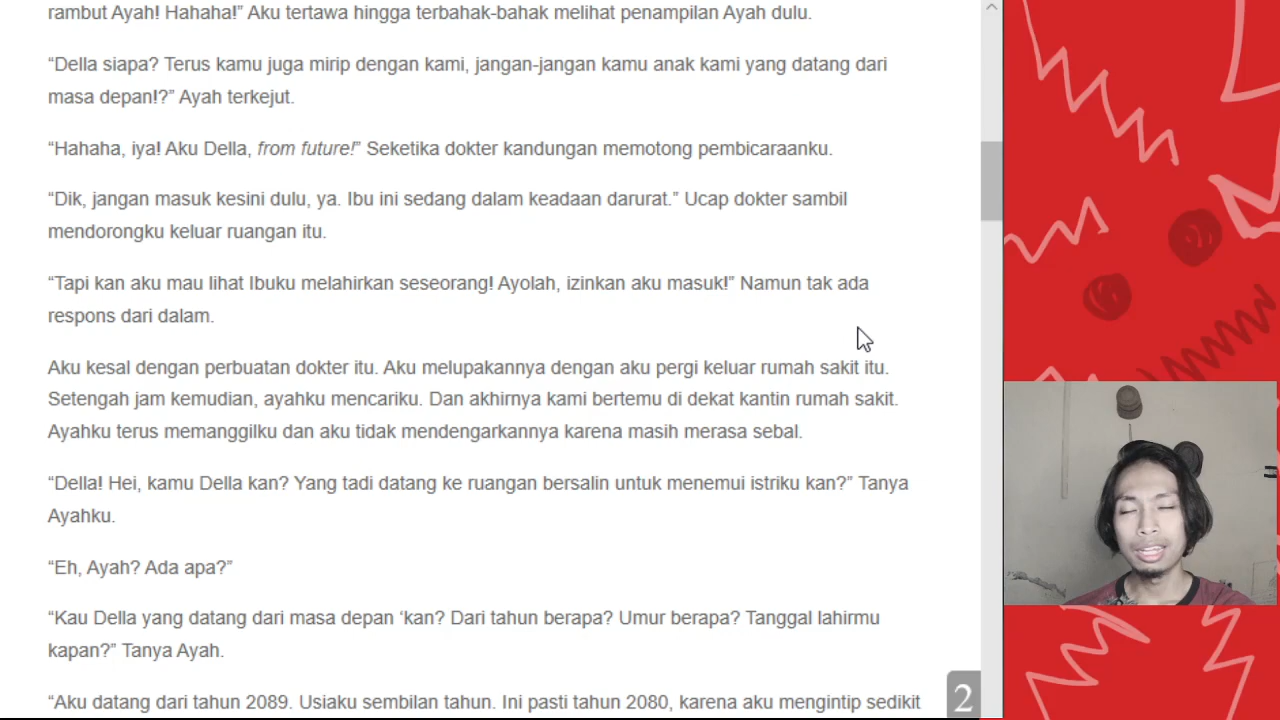 rambut Ayah! Hahaha!” Aku tertawa hingga terbahak-bahak melihat penampilan Ayah dulu.
“Della siapa? Terus kamu juga mirip dengan kami, jangan-jangan kamu anak kami yang datang dari
masa depan!?” Ayah terkejut.
“Hahaha, iya! Aku Della, from future!” Seketika dokter kandungan memotong pembicaraanku.
“Dik, jangan masuk kesini dulu, ya. Ibu ini sedang dalam keadaan darurat.” Ucap dokter sambil
mendorongku keluar ruangan itu.
“Tapi kan aku mau lihat Ibuku melahirkan seseorang! Ayolah, izinkan aku masuk!” Namun tak ada
respons dari dalam.
Aku kesal dengan perbuatan dokter itu. Aku melupakannya dengan aku pergi keluar rumah sakit itu.
Setengah jam kemudian, ayahku mencariku. Dan akhirnya kami bertemu di dekat kantin rumah sakit.
Ayahku terus memanggilku dan aku tidak mendengarkannya karena masih merasa sebal.
“Della! Hei, kamu Della kan? Yang tadi datang ke ruangan bersalin untuk menemui istriku kan?” Tanya
Ayahku.
“Eh, Ayah? Ada apa?”
“Kau Della yang datang dari masa depan ‘kan? Dari tahun berapa? Umur berapa? Tanggal lahirmu
kapan?” Tanya Ayah.
“Aku datang dari tahun 2089. Usiaku sembilan tahun. Ini pasti tahun 2080, karena aku mengintip sedikit
2